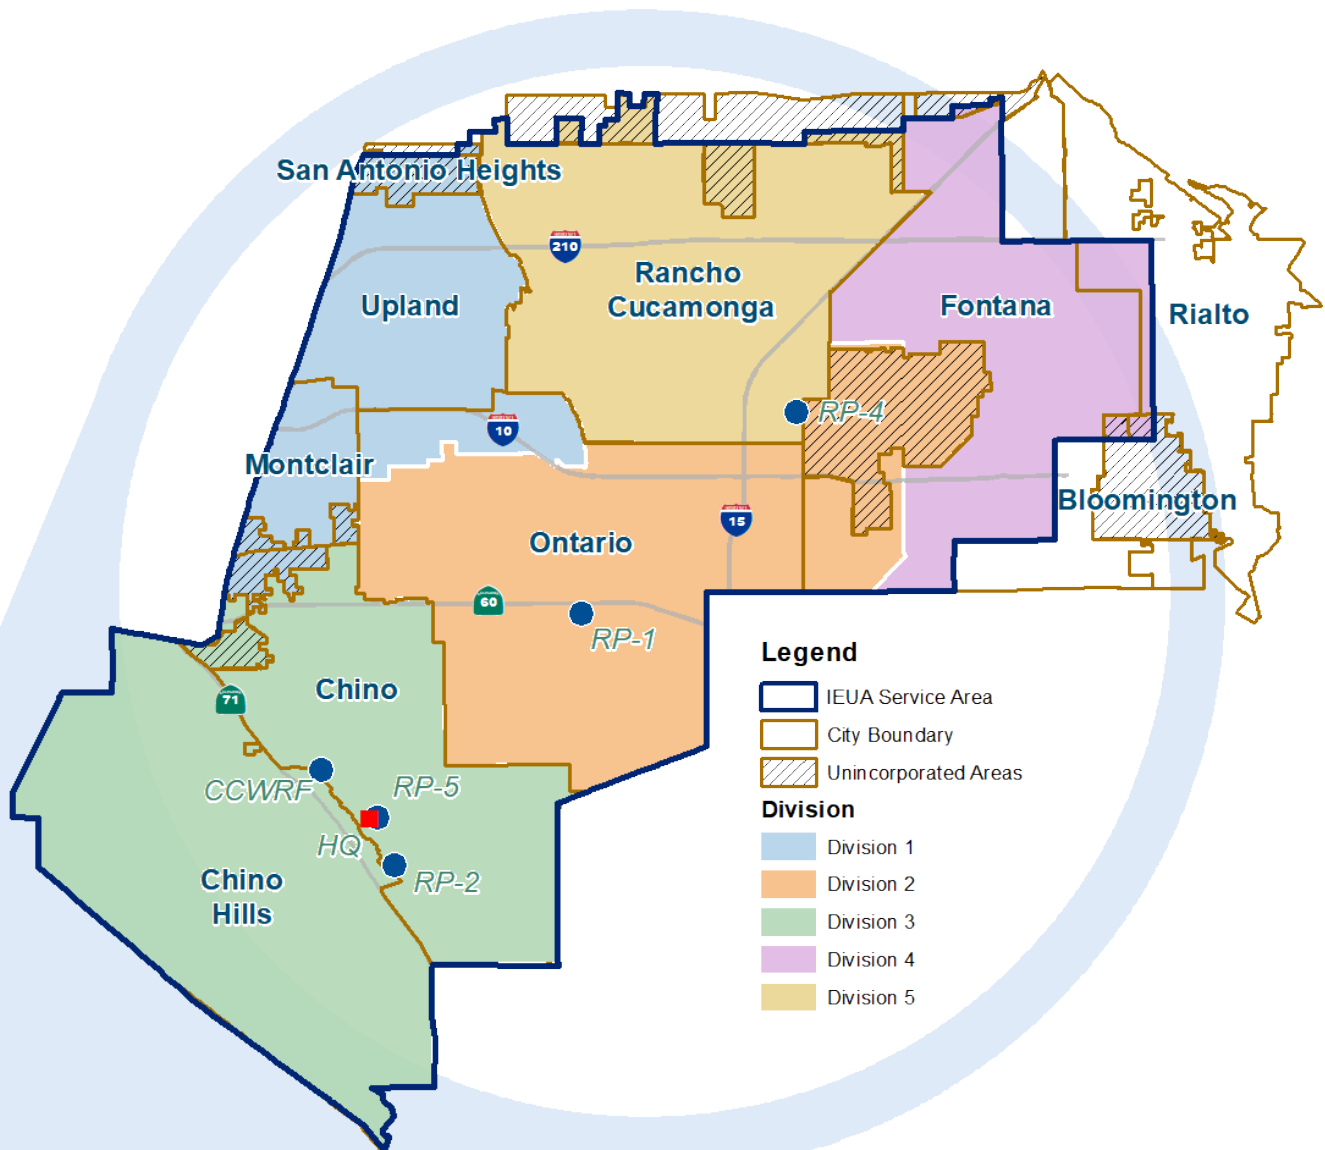 San Antonio Heights
210
Rancho
Cucamonga
Upland
Fontana
Rialto
RP-4
10
Montclair
Bloomington
15
Ontario
60
RP-1
Chino
71
CCWRF
RP-5
HQ
RP-2
Chino
Hills
Legend
IEUA Service Area
City Boundary
Unincorporated Areas
Division
Division 1
Division 2
Division 3
Division 4
Division 5